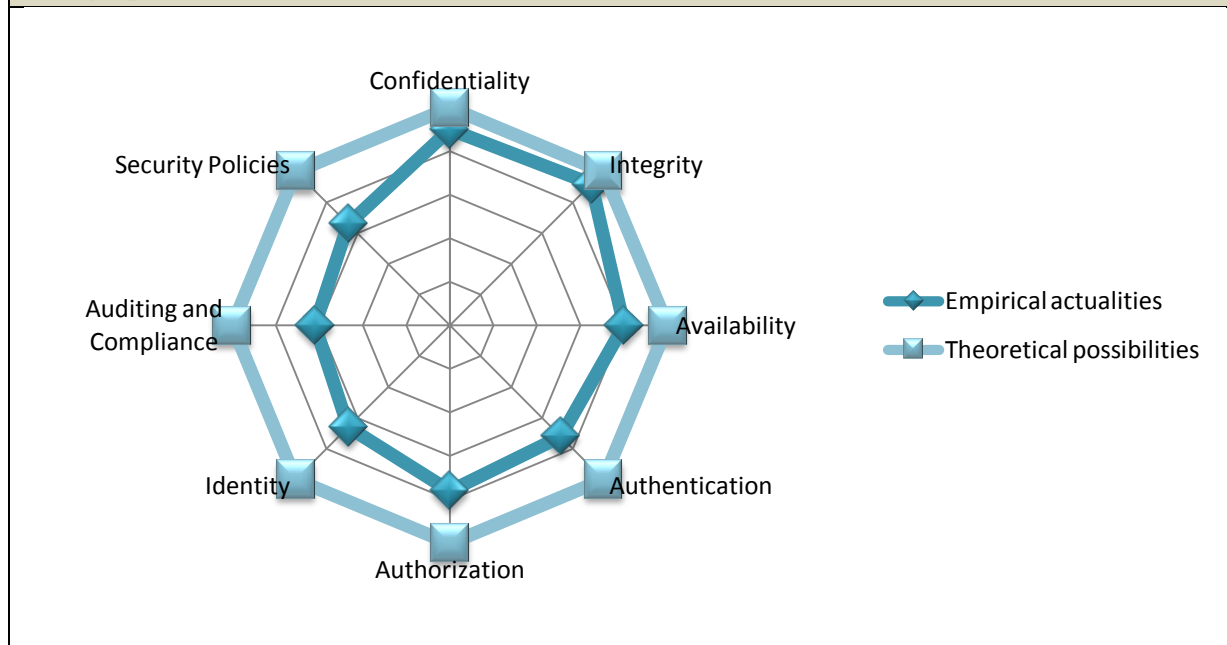 Confidentiality
Security Policies
Integrity
Auditing and
Compliance
Availability
Identity
Authentication
Authorization
Empirical actualities
Theoretical possibilities